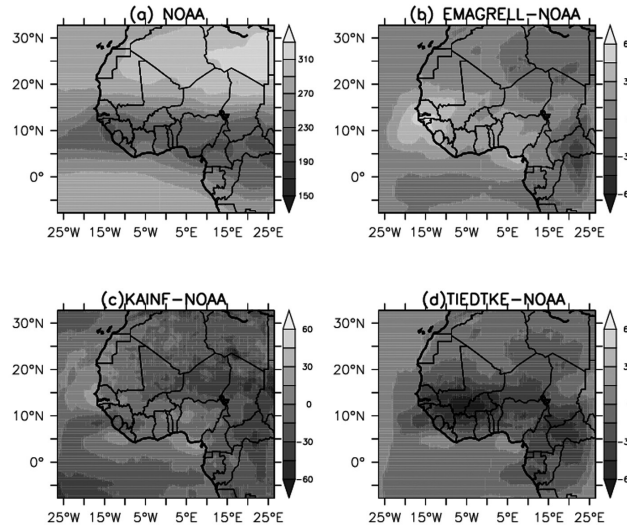 (a) NOAA
30°N
20°N
10°N
0°
25°W 15°W 5°W 5°E 15°E 25°E
310
270
230
190
150
(b) EMAGRELL-NOAA
30°N
20°N
10°N
0°
25°W 15°W 5°W 5°E 15°E 25°E
(c)KAINF-NOAA
30°N
20°N
10°N
0°
25°W 15°W 5°W 5°E 15°E 25°E
60
30
0
-30
-60
(d)TIEDTKE-NOAA
30°N
20°N
10°N
0°
25°W 15°W 5°W 5°E 15°E 25°E